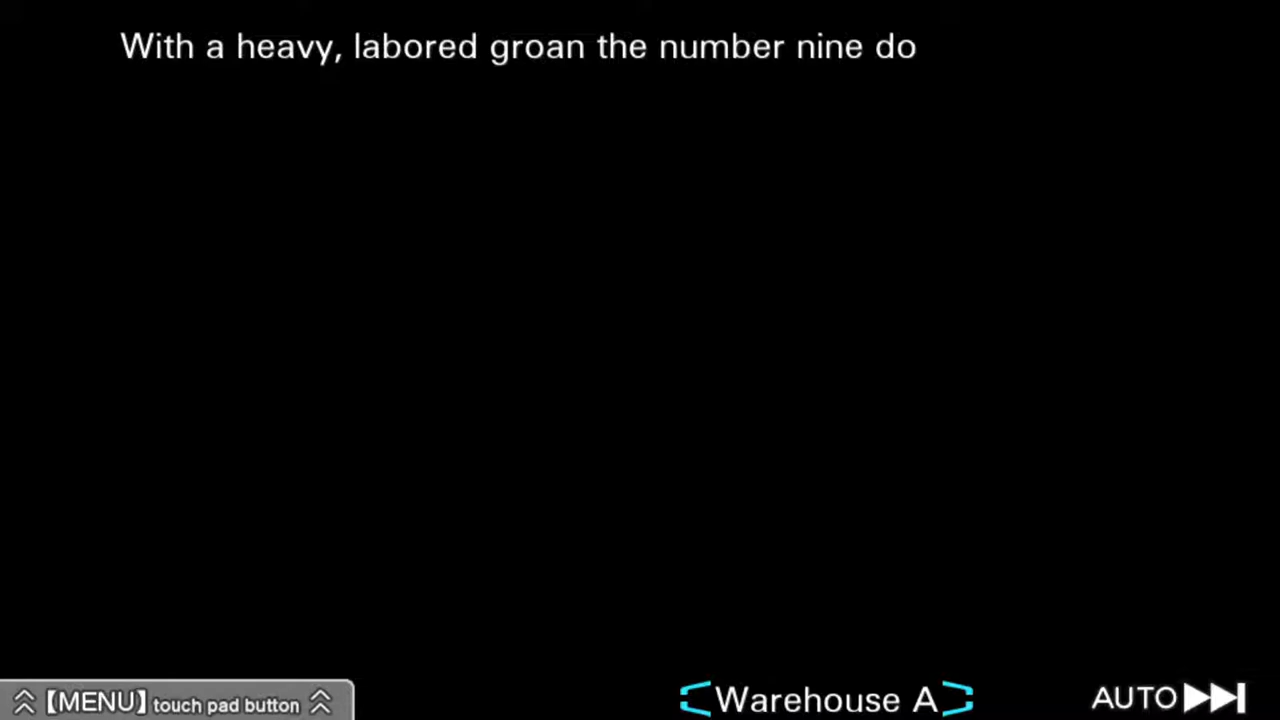 With a heavy, labored groan the number nine do
【MENU】 touch pad button
Warehouse A
AUTO